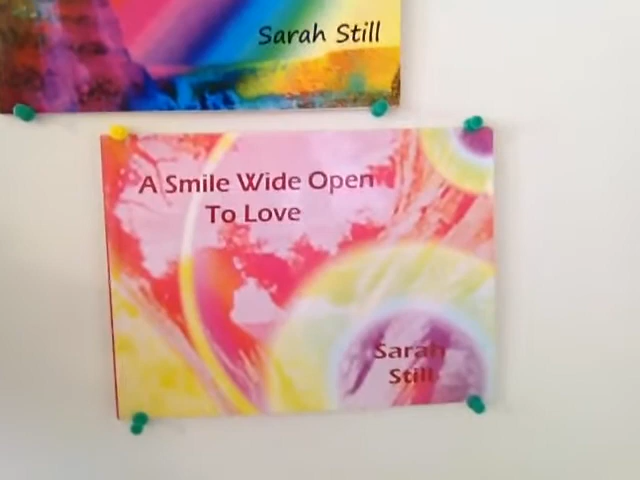 Sarah Still
A Smile Wide Open
To Love
Sarah
Still